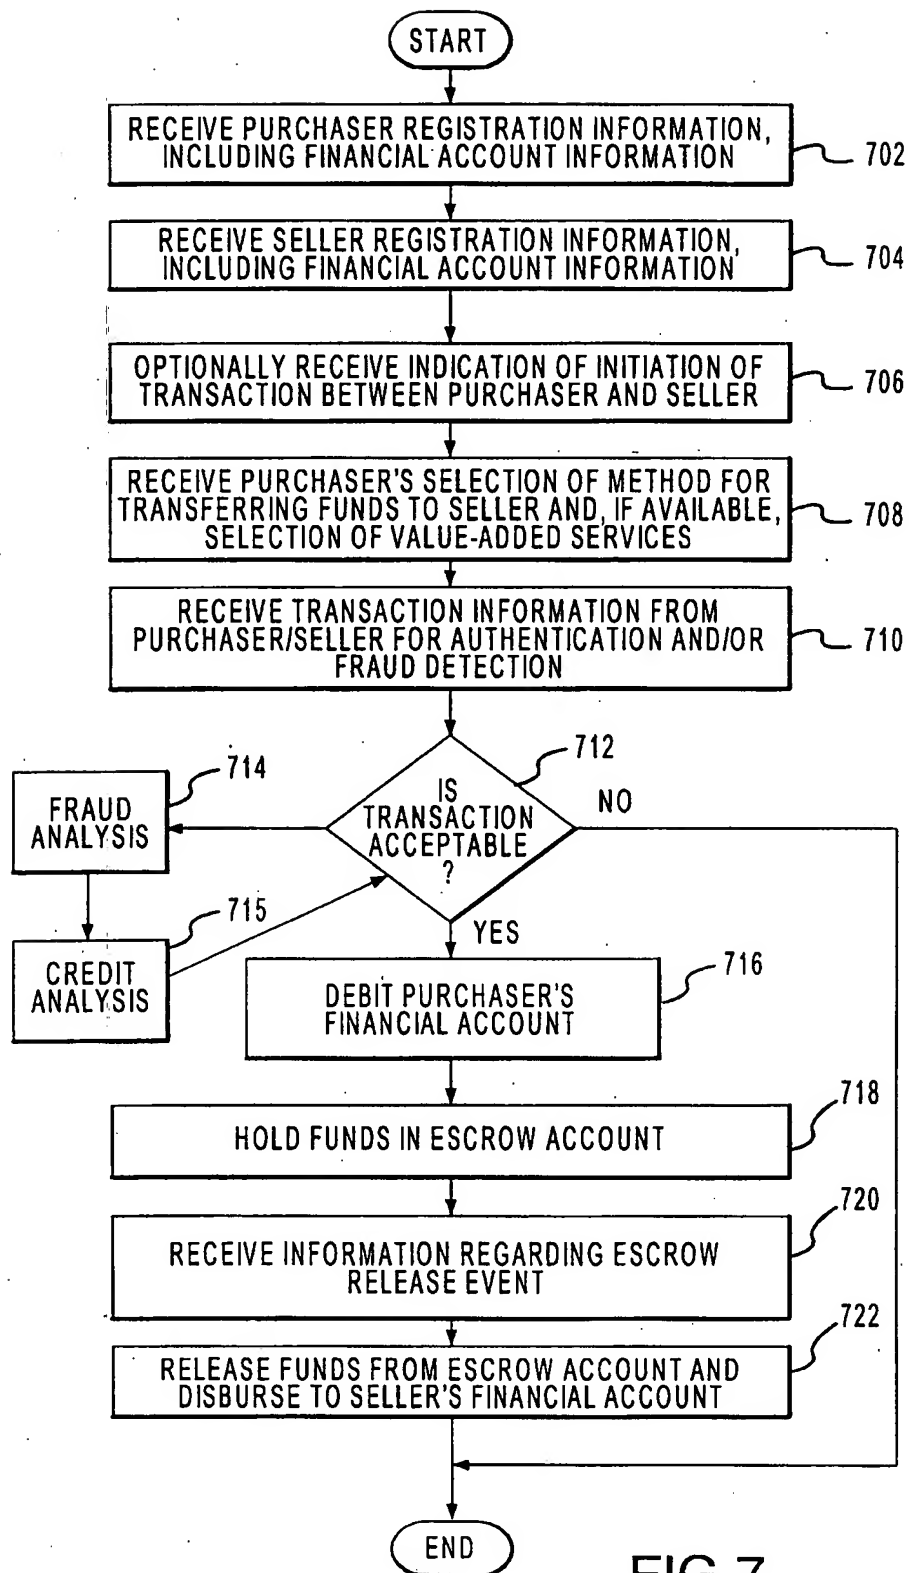 START
RECEIVE PURCHASER REGISTRATION INFORMATION,
INCLUDING FINANCIAL ACCOUNT INFORMATION
702
RECEIVE SELLER REGISTRATION INFORMATION,
INCLUDING FINANCIAL ACCOUNT INFORMATION,
704
OPTIONALLY RECEIVE INDICATION OF INITIATION OF
TRANSACTION BETWEEN PURCHASER AND SELLER
706
RECEIVE PURCHASER'S SELECTION OF METHOD FOR
TRANSFERRING FUNDS TO SELLER AND, IF AVAILABLE,
SELECTION OF VALUE-ADDED SERVICES
708
RECEIVE TRANSACTION INFORMATION FROM
PURCHASER/SELLER FOR AUTHENTICATION AND/OR
FRAUD DETECTION
710
712
IS
TRANSACTION
ACCEPTABLE
?
NO
714
FRAUD
ANALYSIS
715
CREDIT
ANALYSIS
YES
716
DEBIT PURCHASER'S
FINANCIAL ACCOUNT
718
HOLD FUNDS IN ESCROW ACCOUNT
720
RECEIVE INFORMATION REGARDING ESCROW
RELEASE EVENT
722
RELEASE FUNDS FROM ESCROW ACCOUNT AND
DISBURSE TO SELLER'S FINANCIAL ACCOUNT
END
FIG. 7